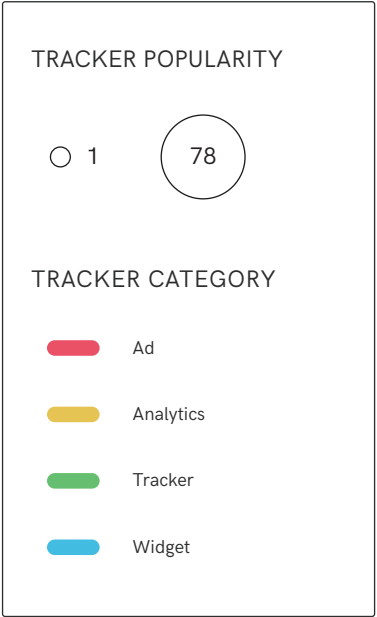 TRACKER POPULARITY
1 78
TRACKER CATEGORY
Ad
Analytics
Tracker
Widget